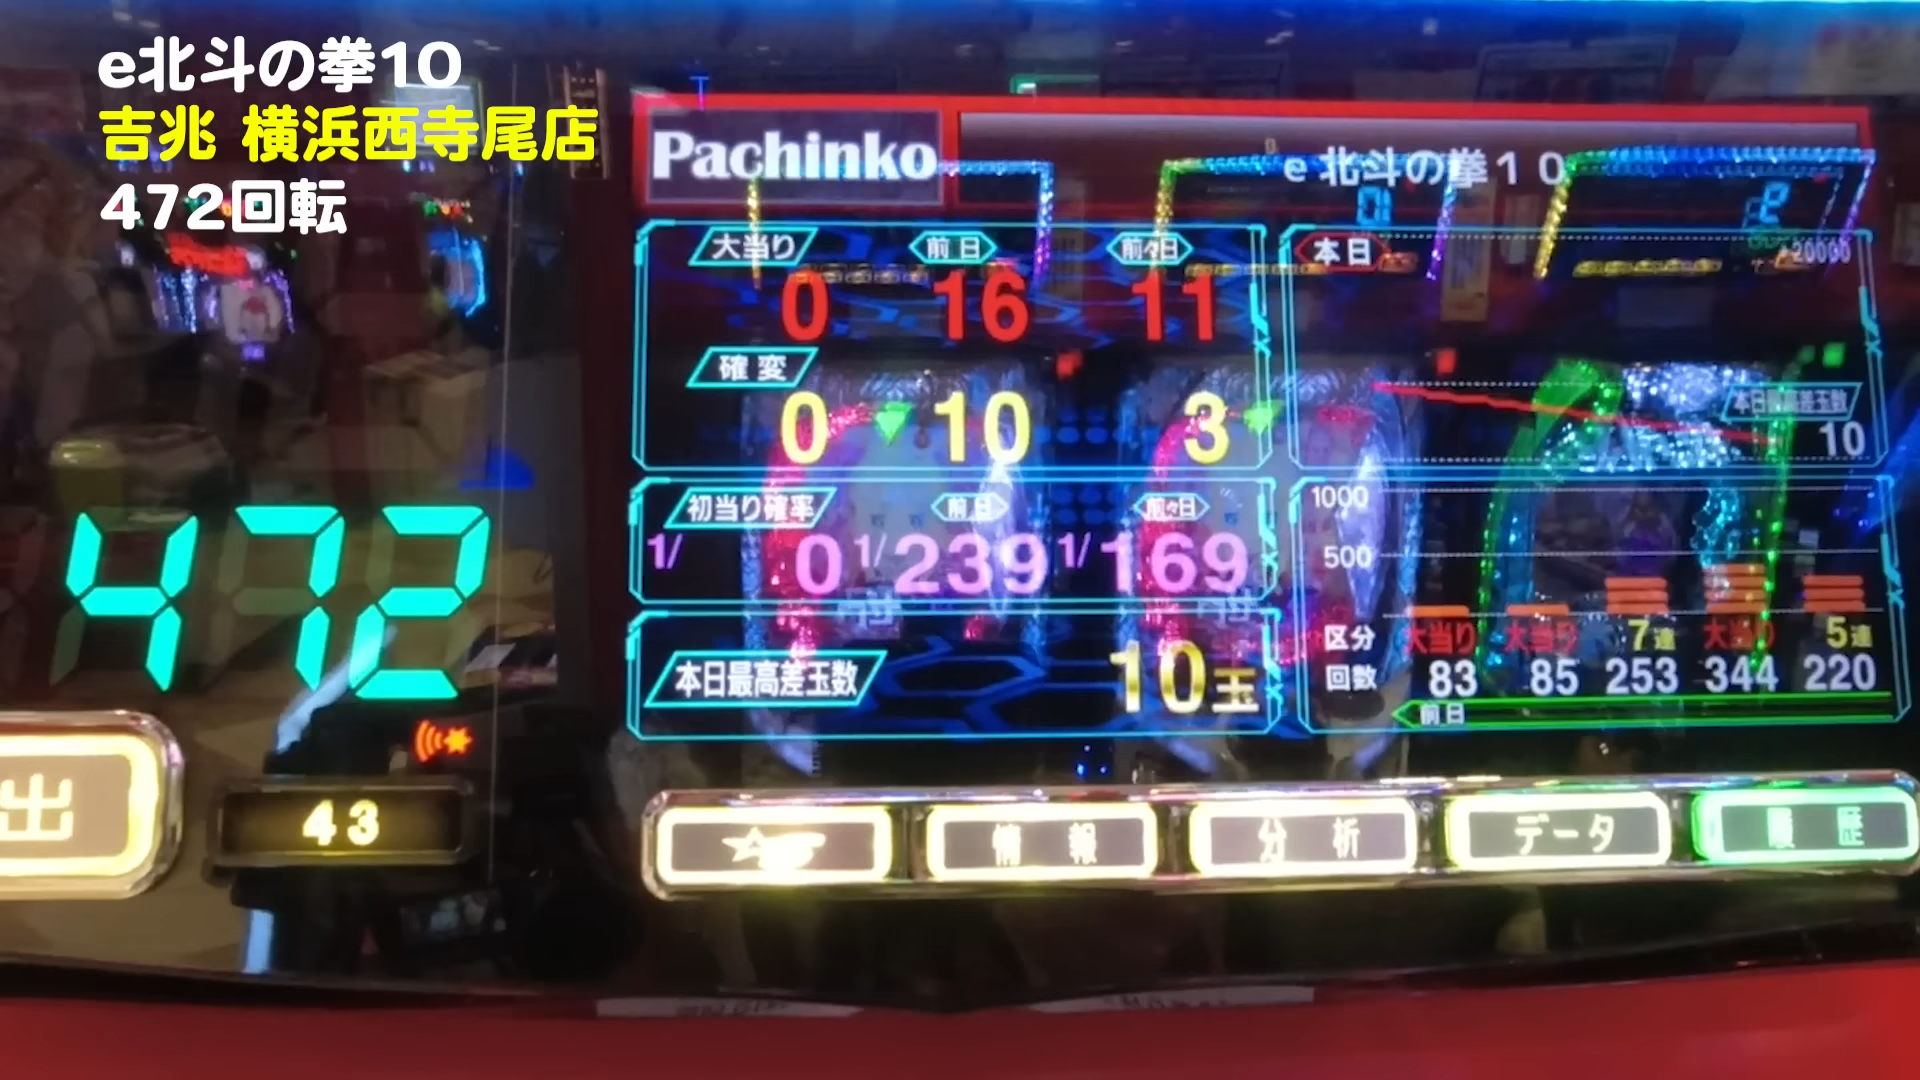 e北斗の拳10
吉兆 横浜西寺尾店
472回転
Pachinko
e北斗の拳10
大当り 前日 前々日
0 16 11
確変
0 10 3
初当り確率 前日 前々日
1/0 1/239 1/169
本日最高差玉数
10玉
本日
20000
本日最高差玉数
10
1000
500
区分 大当り 大当り 7連 大当り 5連
回数 83 85 253 344 220
前日
472
出
43
情報
分析
データ
履歴